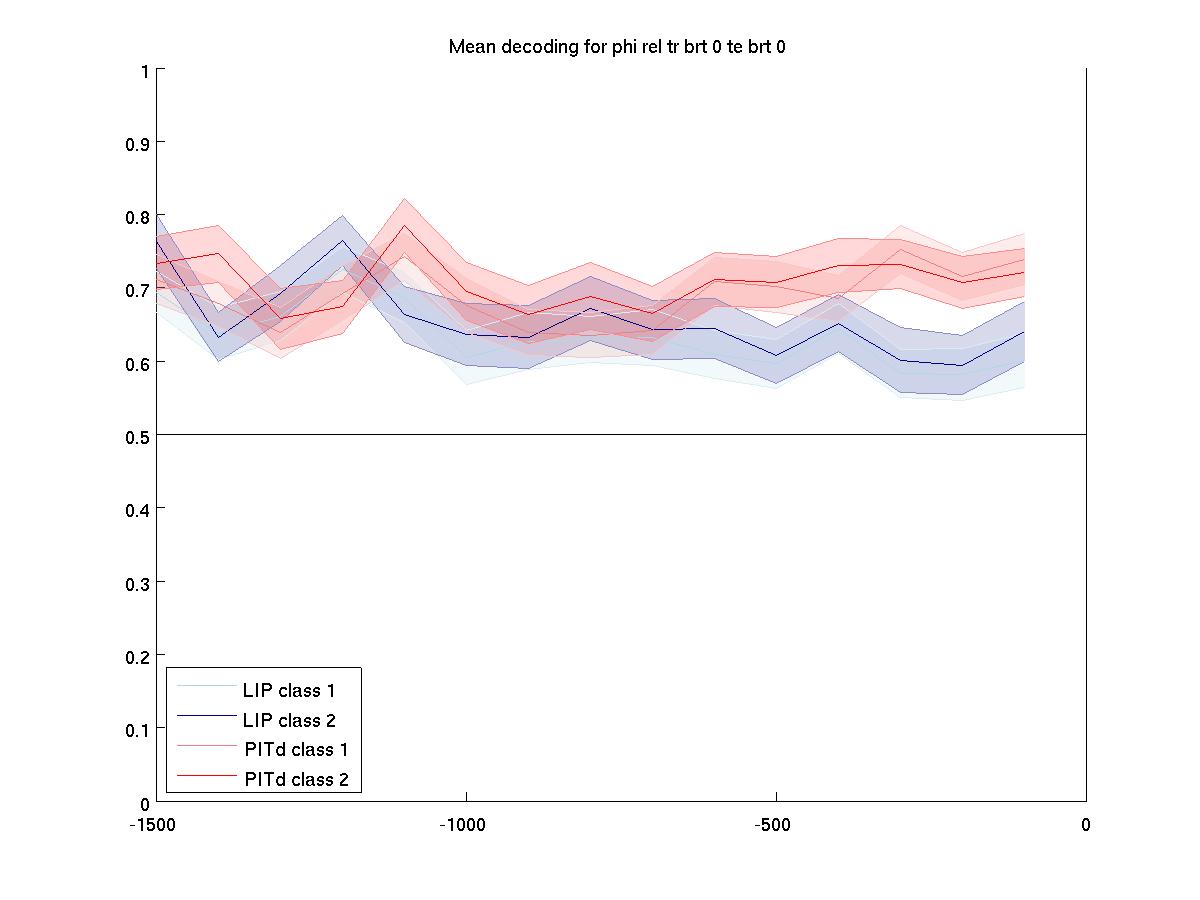 Mean decoding for phi rel tr brt 0 te brt 0
1
0.9
0.8
0.7
0.6
0.5
0.4
0.3
0.2
0.1
0
LIP class 1
LIP class 2
PITd class 1
PITd class 2
-1500 -1000 -500 0